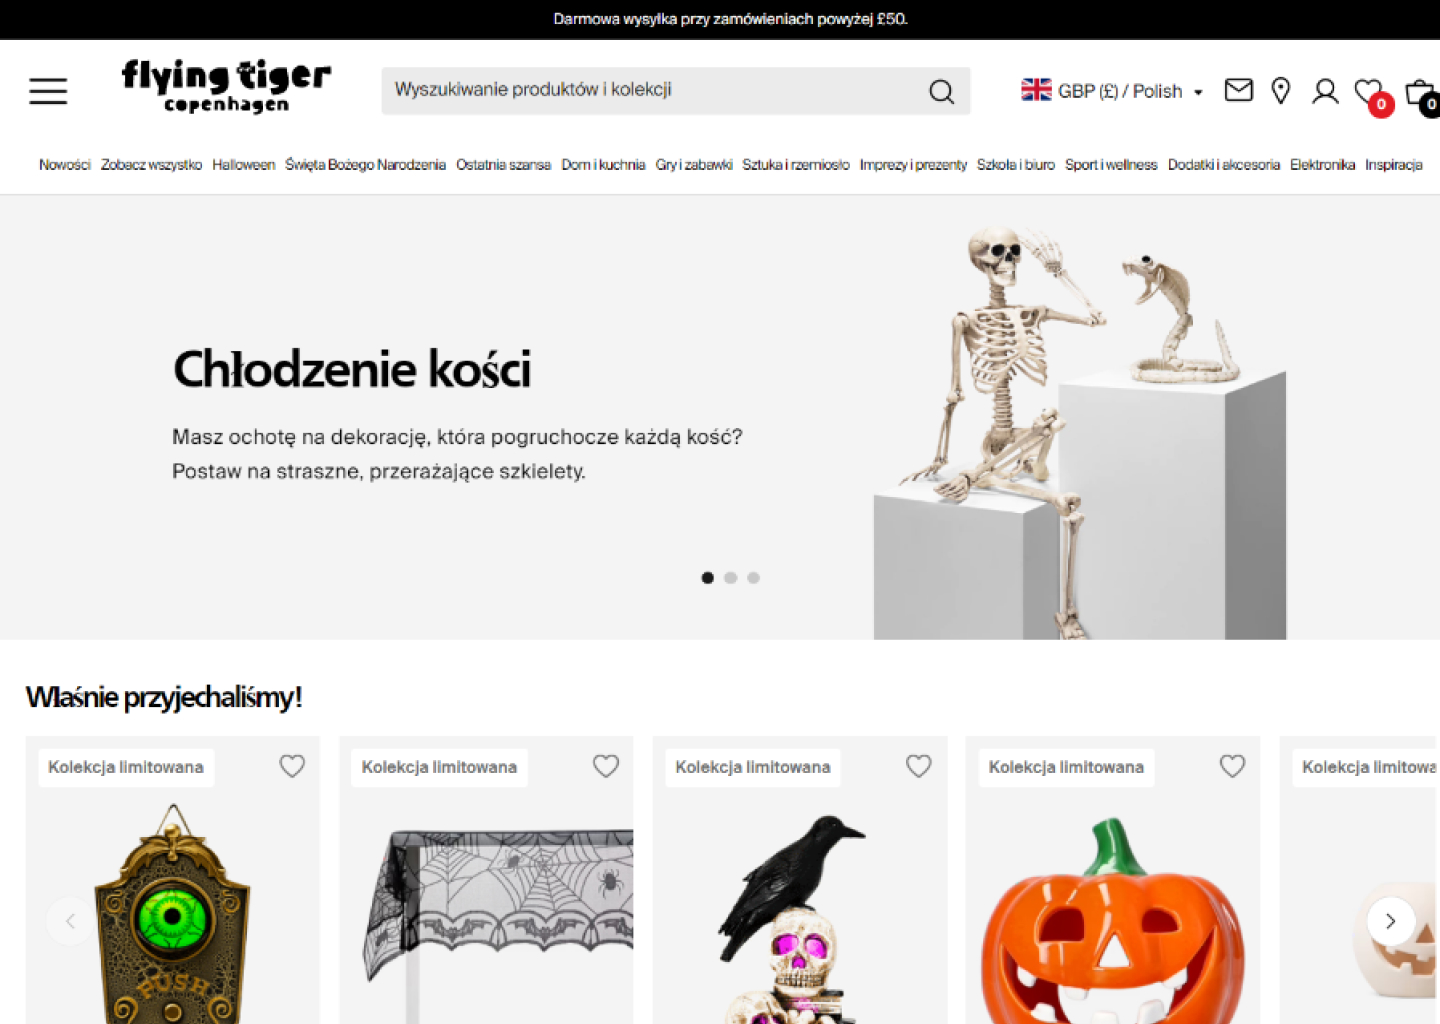 Darmowa wysyłka przy zamówieniach powyżej £50.
flying tiger
copenhagen
Wyszukiwanie produktów i kolekcji
GBP (£) / Polish
0
0
Nowości Zobacz wszystko Halloween Święta Bożego Narodzenia Ostatnia szansa Dom i kuchnia Gry i zabawki Sztuka i rzemiosło Imprezy i prezenty Szkoła i biuro Sport i wellness Dodatki i akcesoria Elektronika Inspiracja
Chłodzenie kości
Masz ochotę na dekorację, która pogruchocze każdą kość?
Postaw na straszne, przerażające szkielety.
Właśnie przyjechaliśmy!
Kolekcja limitowana
Kolekcja limitowana
Kolekcja limitowana
Kolekcja limitowana
Kolekcja limitowa
PUSH